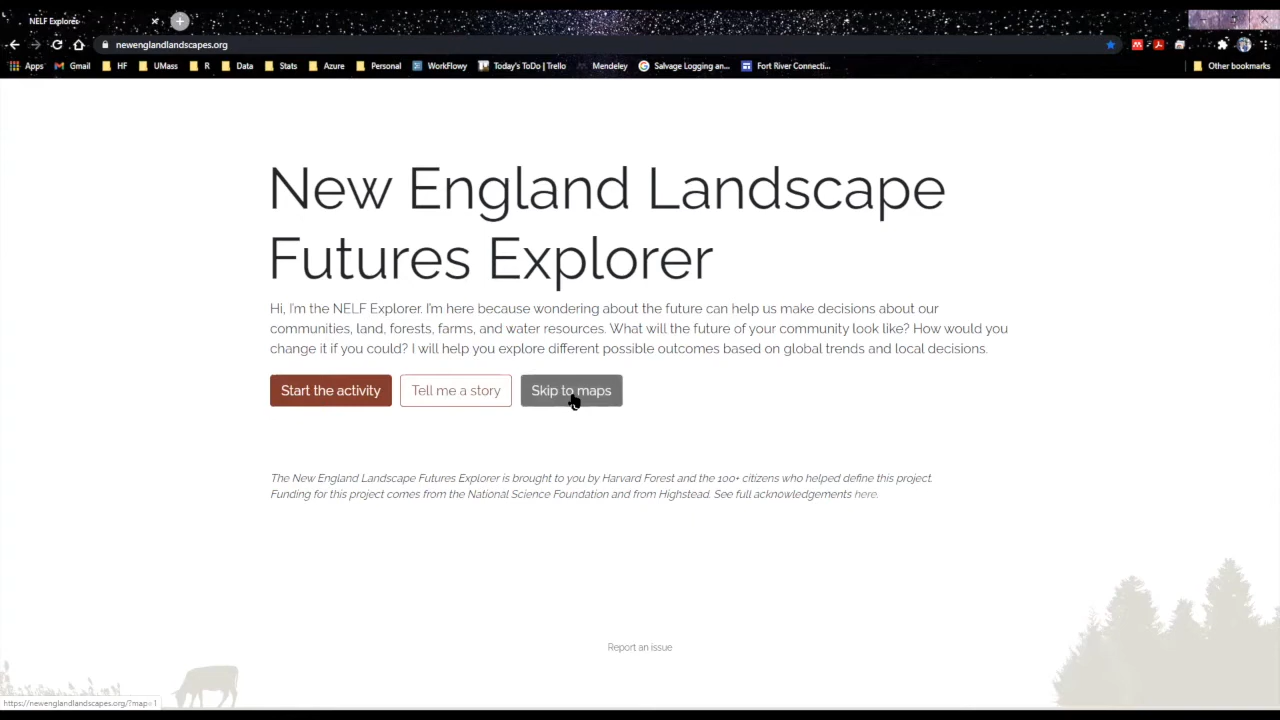 NELF Explorer
newenglandlandscapes.org
Apps Gmail HF UMass R Data Stats Azure Personal WorkFlowy Today's ToDo | Trello Mendeley Salvage Logging an... Fort River Connecti... Other bookmarks
New England Landscape
Futures Explorer
Hi, I'm the NELF Explorer. I'm here because wondering about the future can help us make decisions about our
communities, land, forests, farms, and water resources. What will the future of your community look like? How would you
change it if you could? I will help you explore different possible outcomes based on global trends and local decisions.
Start the activity Tell me a story Skip to maps
The New England Landscape Futures Explorer is brought to you by Harvard Forest and the 100+ citizens who helped define this project.
Funding for this project comes from the National Science Foundation and from Highstead. See full acknowledgements here.
Report an issue
https://newenglandlandscapes.org/?map=1